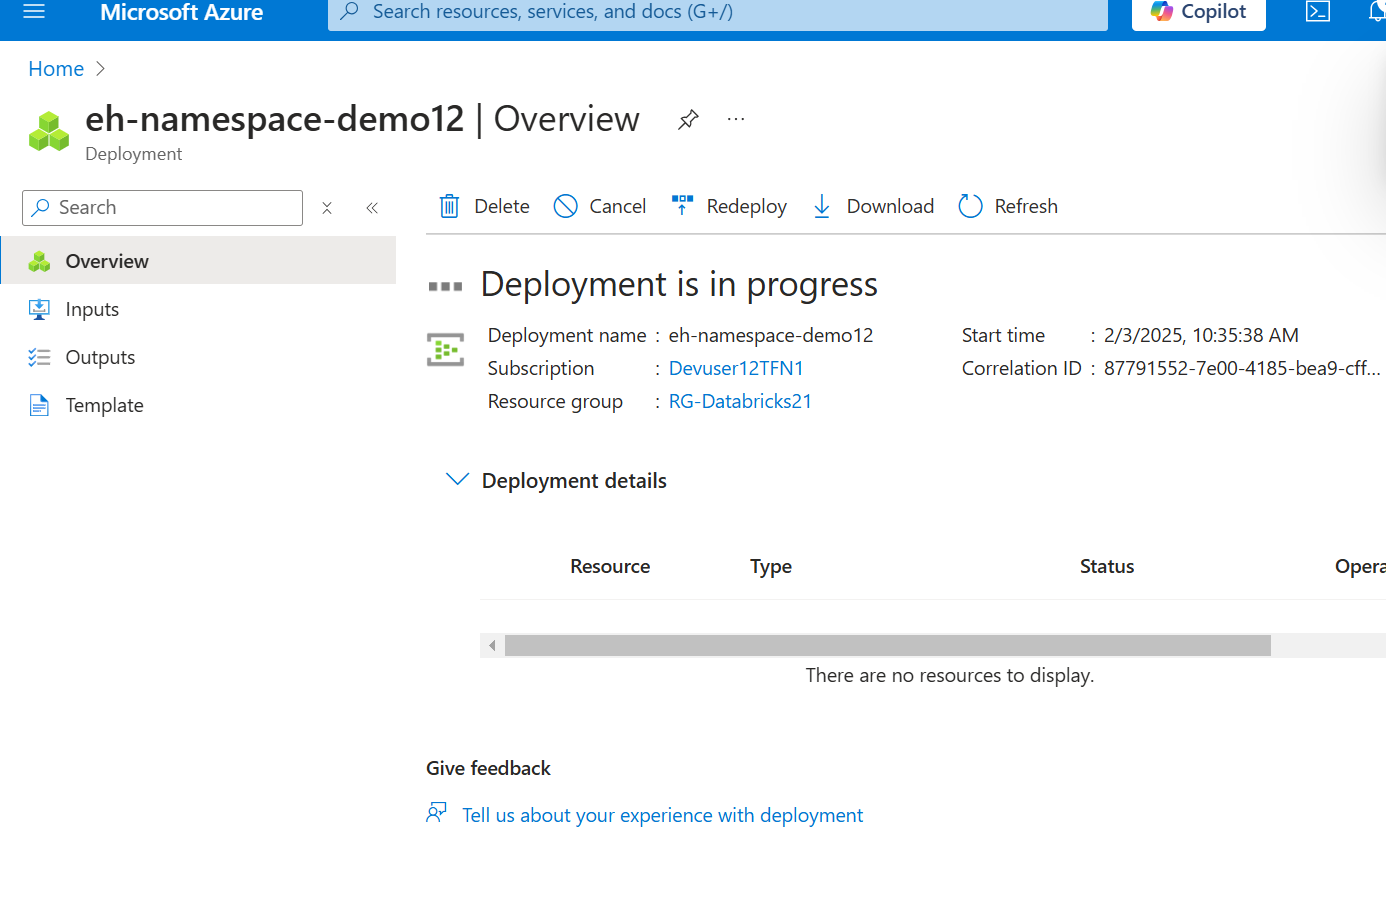 Microsoft Azure
Search resources, services, and docs (G+/)
Copilot
Home
eh-namespace-demo12 | Overview
Deployment
Search
Overview
Inputs
Outputs
Template
Delete
Cancel
Redeploy
Download
Refresh
Deployment is in progress
Deployment name : eh-namespace-demo12
Subscription : Devuser12TFN1
Resource group : RG-Databricks21
Start time : 2/3/2025, 10:35:38 AM
Correlation ID : 87791552-7e00-4185-bea9-cff...
Deployment details
Resource Type Status Opera
There are no resources to display.
Give feedback
Tell us about your experience with deployment